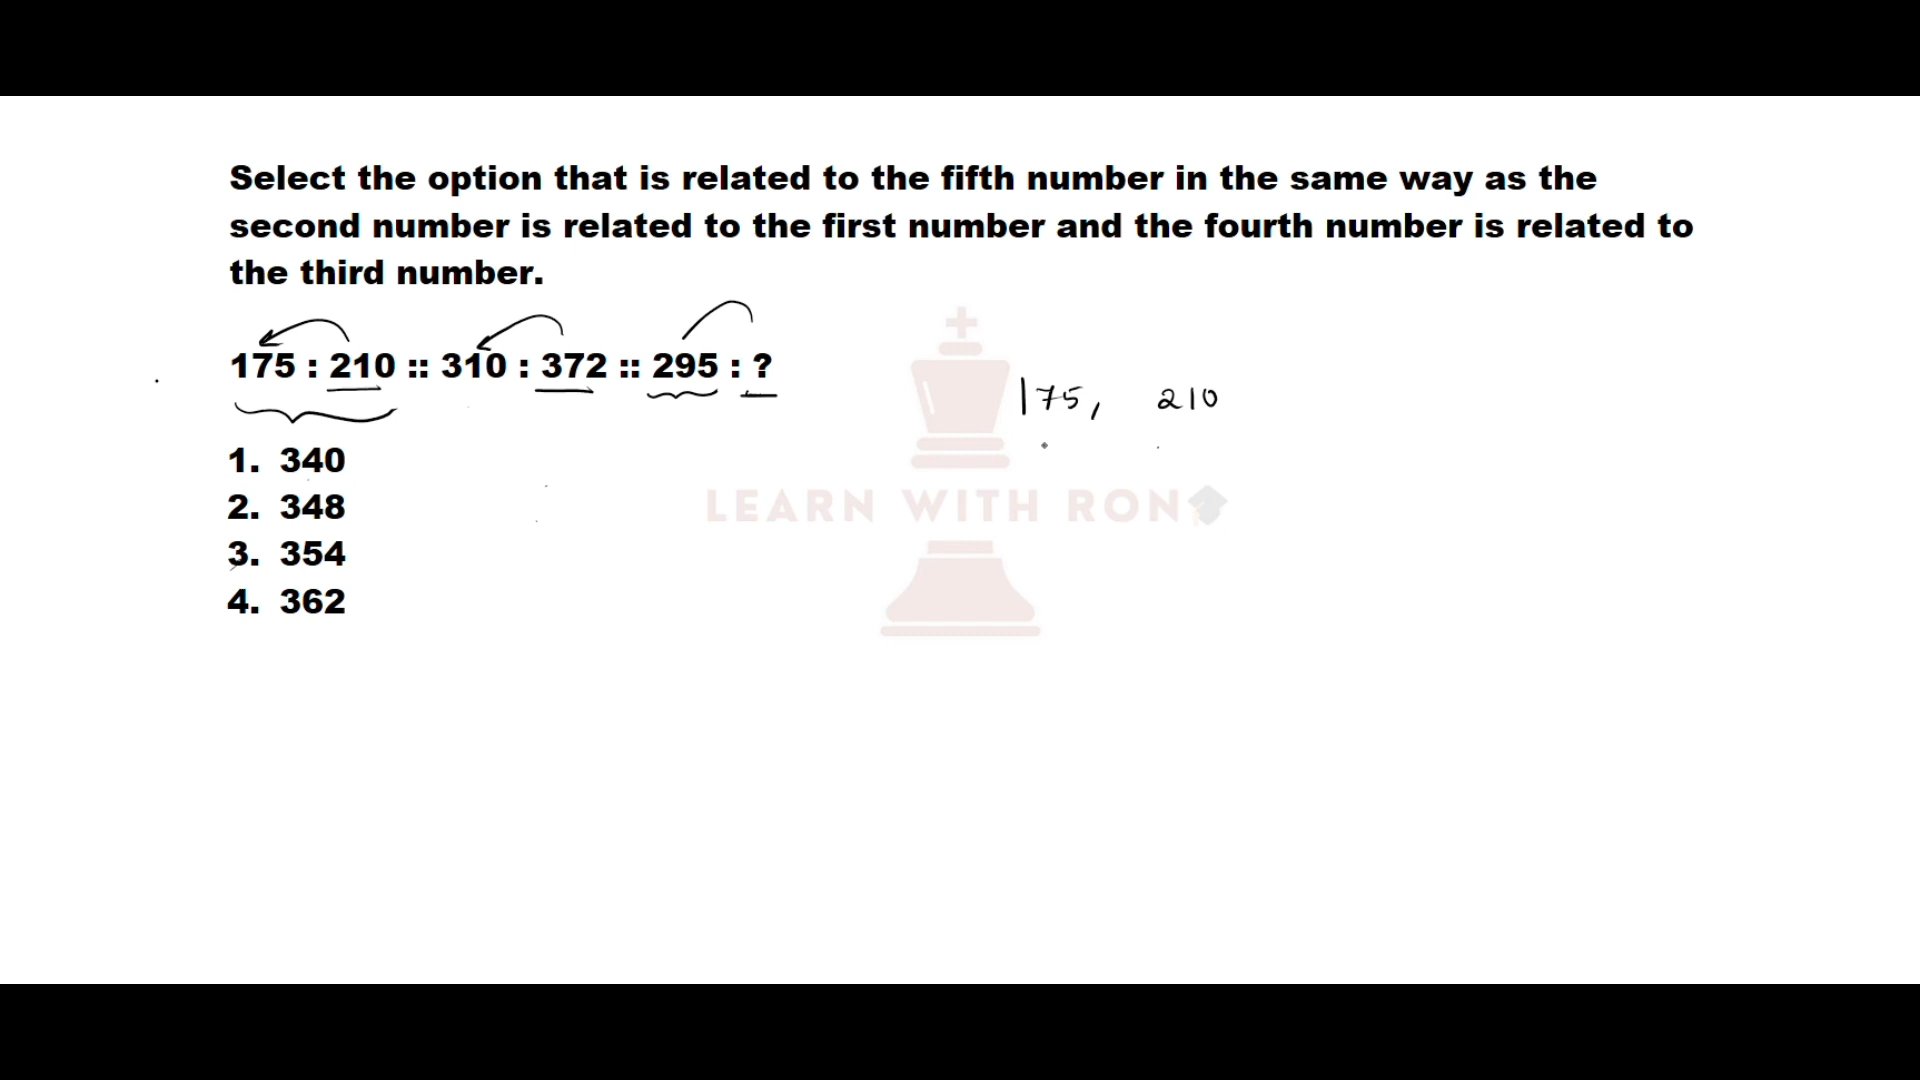 Select the option that is related to the fifth number in the same way as the
second number is related to the first number and the fourth number is related to
the third number.
175 : 210 :: 310 : 372 :: 295 : ?
175, 210
1. 340
2. 348
3. 354
4. 362
LEARN WITH RON